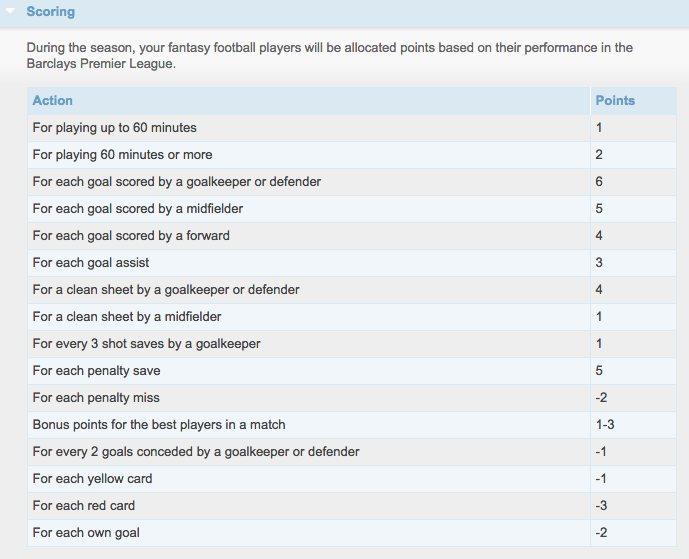 Scoring
During the season, your fantasy football players will be allocated points based on their performance in the
Barclays Premier League.
Action Points
For playing up to 60 minutes 1
For playing 60 minutes or more 2
For each goal scored by a goalkeeper or defender 6
For each goal scored by a midfielder 5
For each goal scored by a forward 4
For each goal assist 3
For a clean sheet by a goalkeeper or defender 4
For a clean sheet by a midfielder 1
For every 3 shot saves by a goalkeeper 1
For each penalty save 5
For each penalty miss -2
Bonus points for the best players in a match 1-3
For every 2 goals conceded by a goalkeeper or defender -1
For each yellow card -1
For each red card -3
For each own goal -2